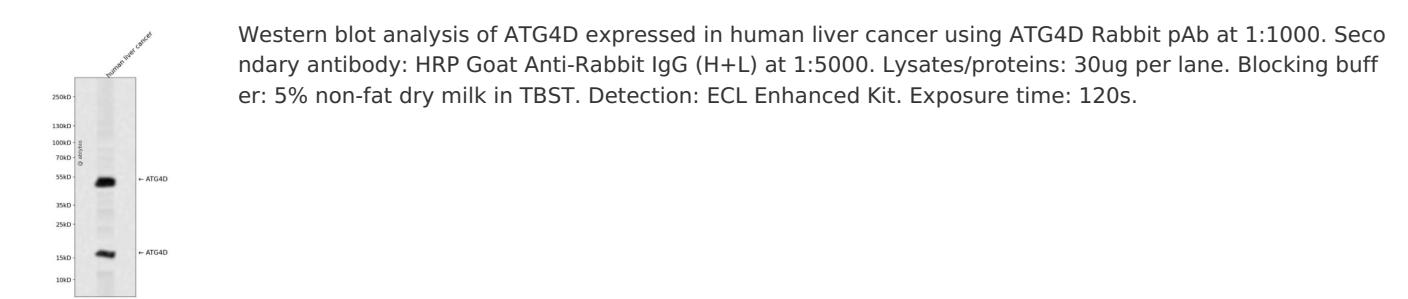 human liver cancer
Western blot analysis of ATG4D expressed in human liver cancer using ATG4D Rabbit pAb at 1:1000. Seco
ndary antibody: HRP Goat Anti-Rabbit IgG (H+L) at 1:5000. Lysates/proteins: 30ug per lane. Blocking buff
er: 5% non-fat dry milk in TBST. Detection: ECL Enhanced Kit. Exposure time: 120s.
250kD
130kD
100kD
70kD
55kD
← ATG4D
35kD
25kD
15kD
← ATG4D
10kD